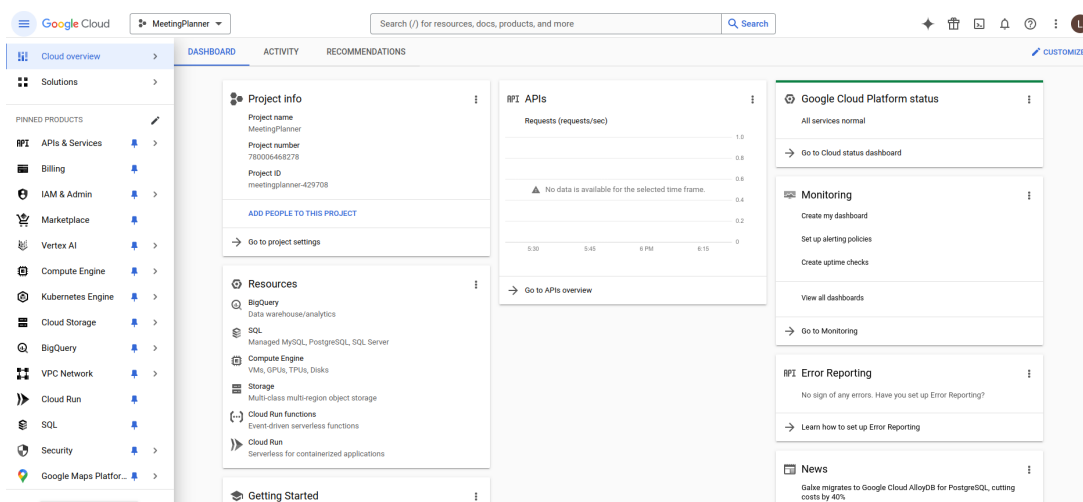 Google Cloud
MeetingPlanner
Search (/) for resources, docs, products, and more
Search
L
Cloud overview
Solutions
PINNED PRODUCTS
API APIs & Services
Billing
IAM & Admin
Marketplace
Vertex AI
Compute Engine
Kubernetes Engine
Cloud Storage
BigQuery
VPC Network
Cloud Run
SQL
Security
Google Maps Platfor...
DASHBOARD
ACTIVITY
RECOMMENDATIONS
CUSTOMIZE
Project info
Project name
MeetingPlanner
Project number
780006468278
Project ID
meetingplanner-429708
ADD PEOPLE TO THIS PROJECT
Go to project settings
Resources
BigQuery
Data warehouse/analytics
SQL
Managed MySQL, PostgreSQL, SQL Server
Compute Engine
VMs, GPUs, TPUs, Disks
Storage
Multi-class multi-region object storage
Cloud Run functions
Event-driven serverless functions
Cloud Run
Serverless for containerized applications
Getting Started
API APIs
Requests (requests/sec)
1.0
0.8
0.6
No data is available for the selected time frame.
0.4
0.2
0
5:30 5:45 6 PM 6:15
Go to APIs overview
Google Cloud Platform status
All services normal
Go to Cloud status dashboard
Monitoring
Create my dashboard
Set up alerting policies
Create uptime checks
View all dashboards
Go to Monitoring
API Error Reporting
No sign of any errors. Have you set up Error Reporting?
Learn how to set up Error Reporting
News
Galxe migrates to Google Cloud AlloyDB for PostgreSQL, cutting
costs by 40%